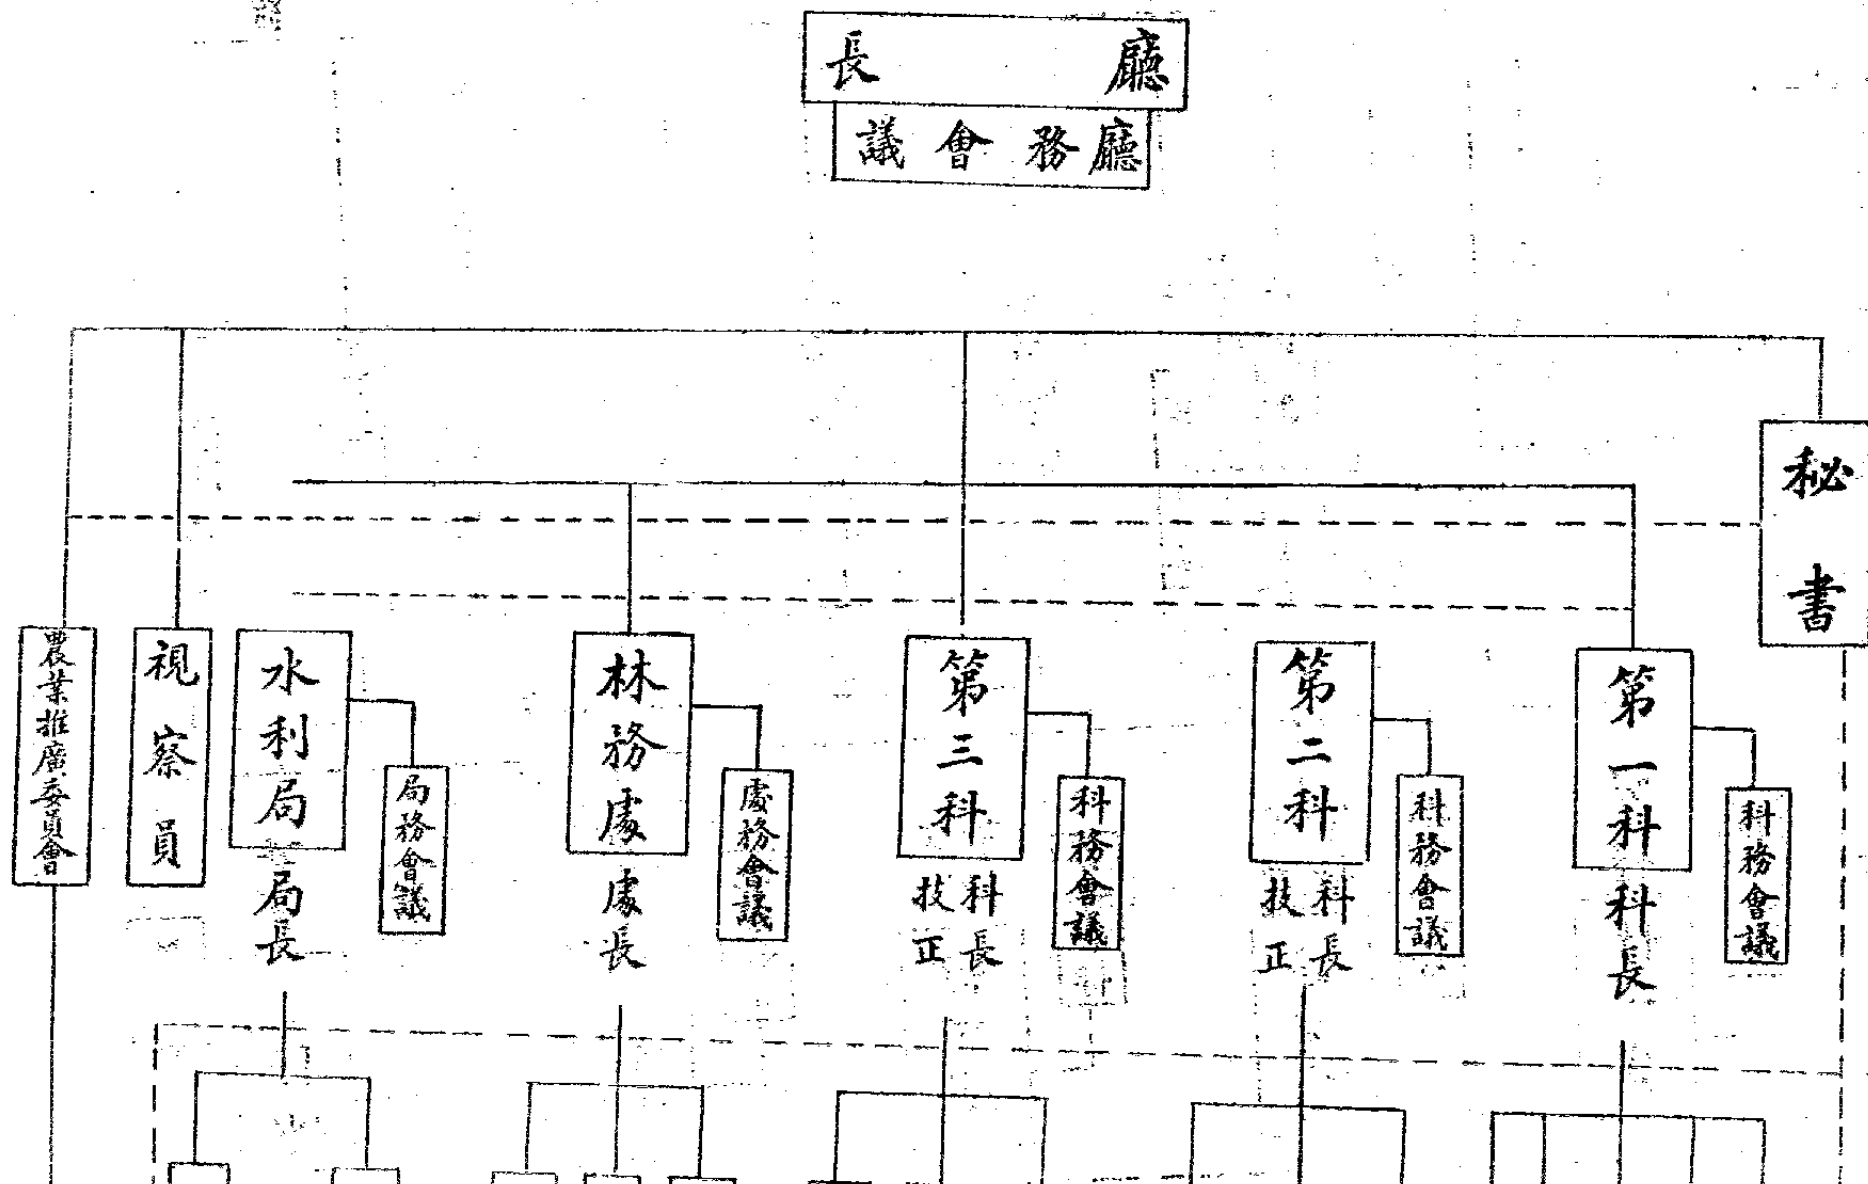 廳長
廳務會議
秘書
第一科
科長
科務會議
第二科
科長
技正
科務會議
第三科
科長
技正
科務會議
林務處
處長
處務會議
水利局
局長
局務會議
視察員
農業推廣委員會